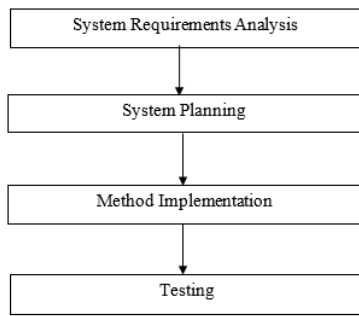 System Requirements Analysis
System Planning
Method Implementation
Testing